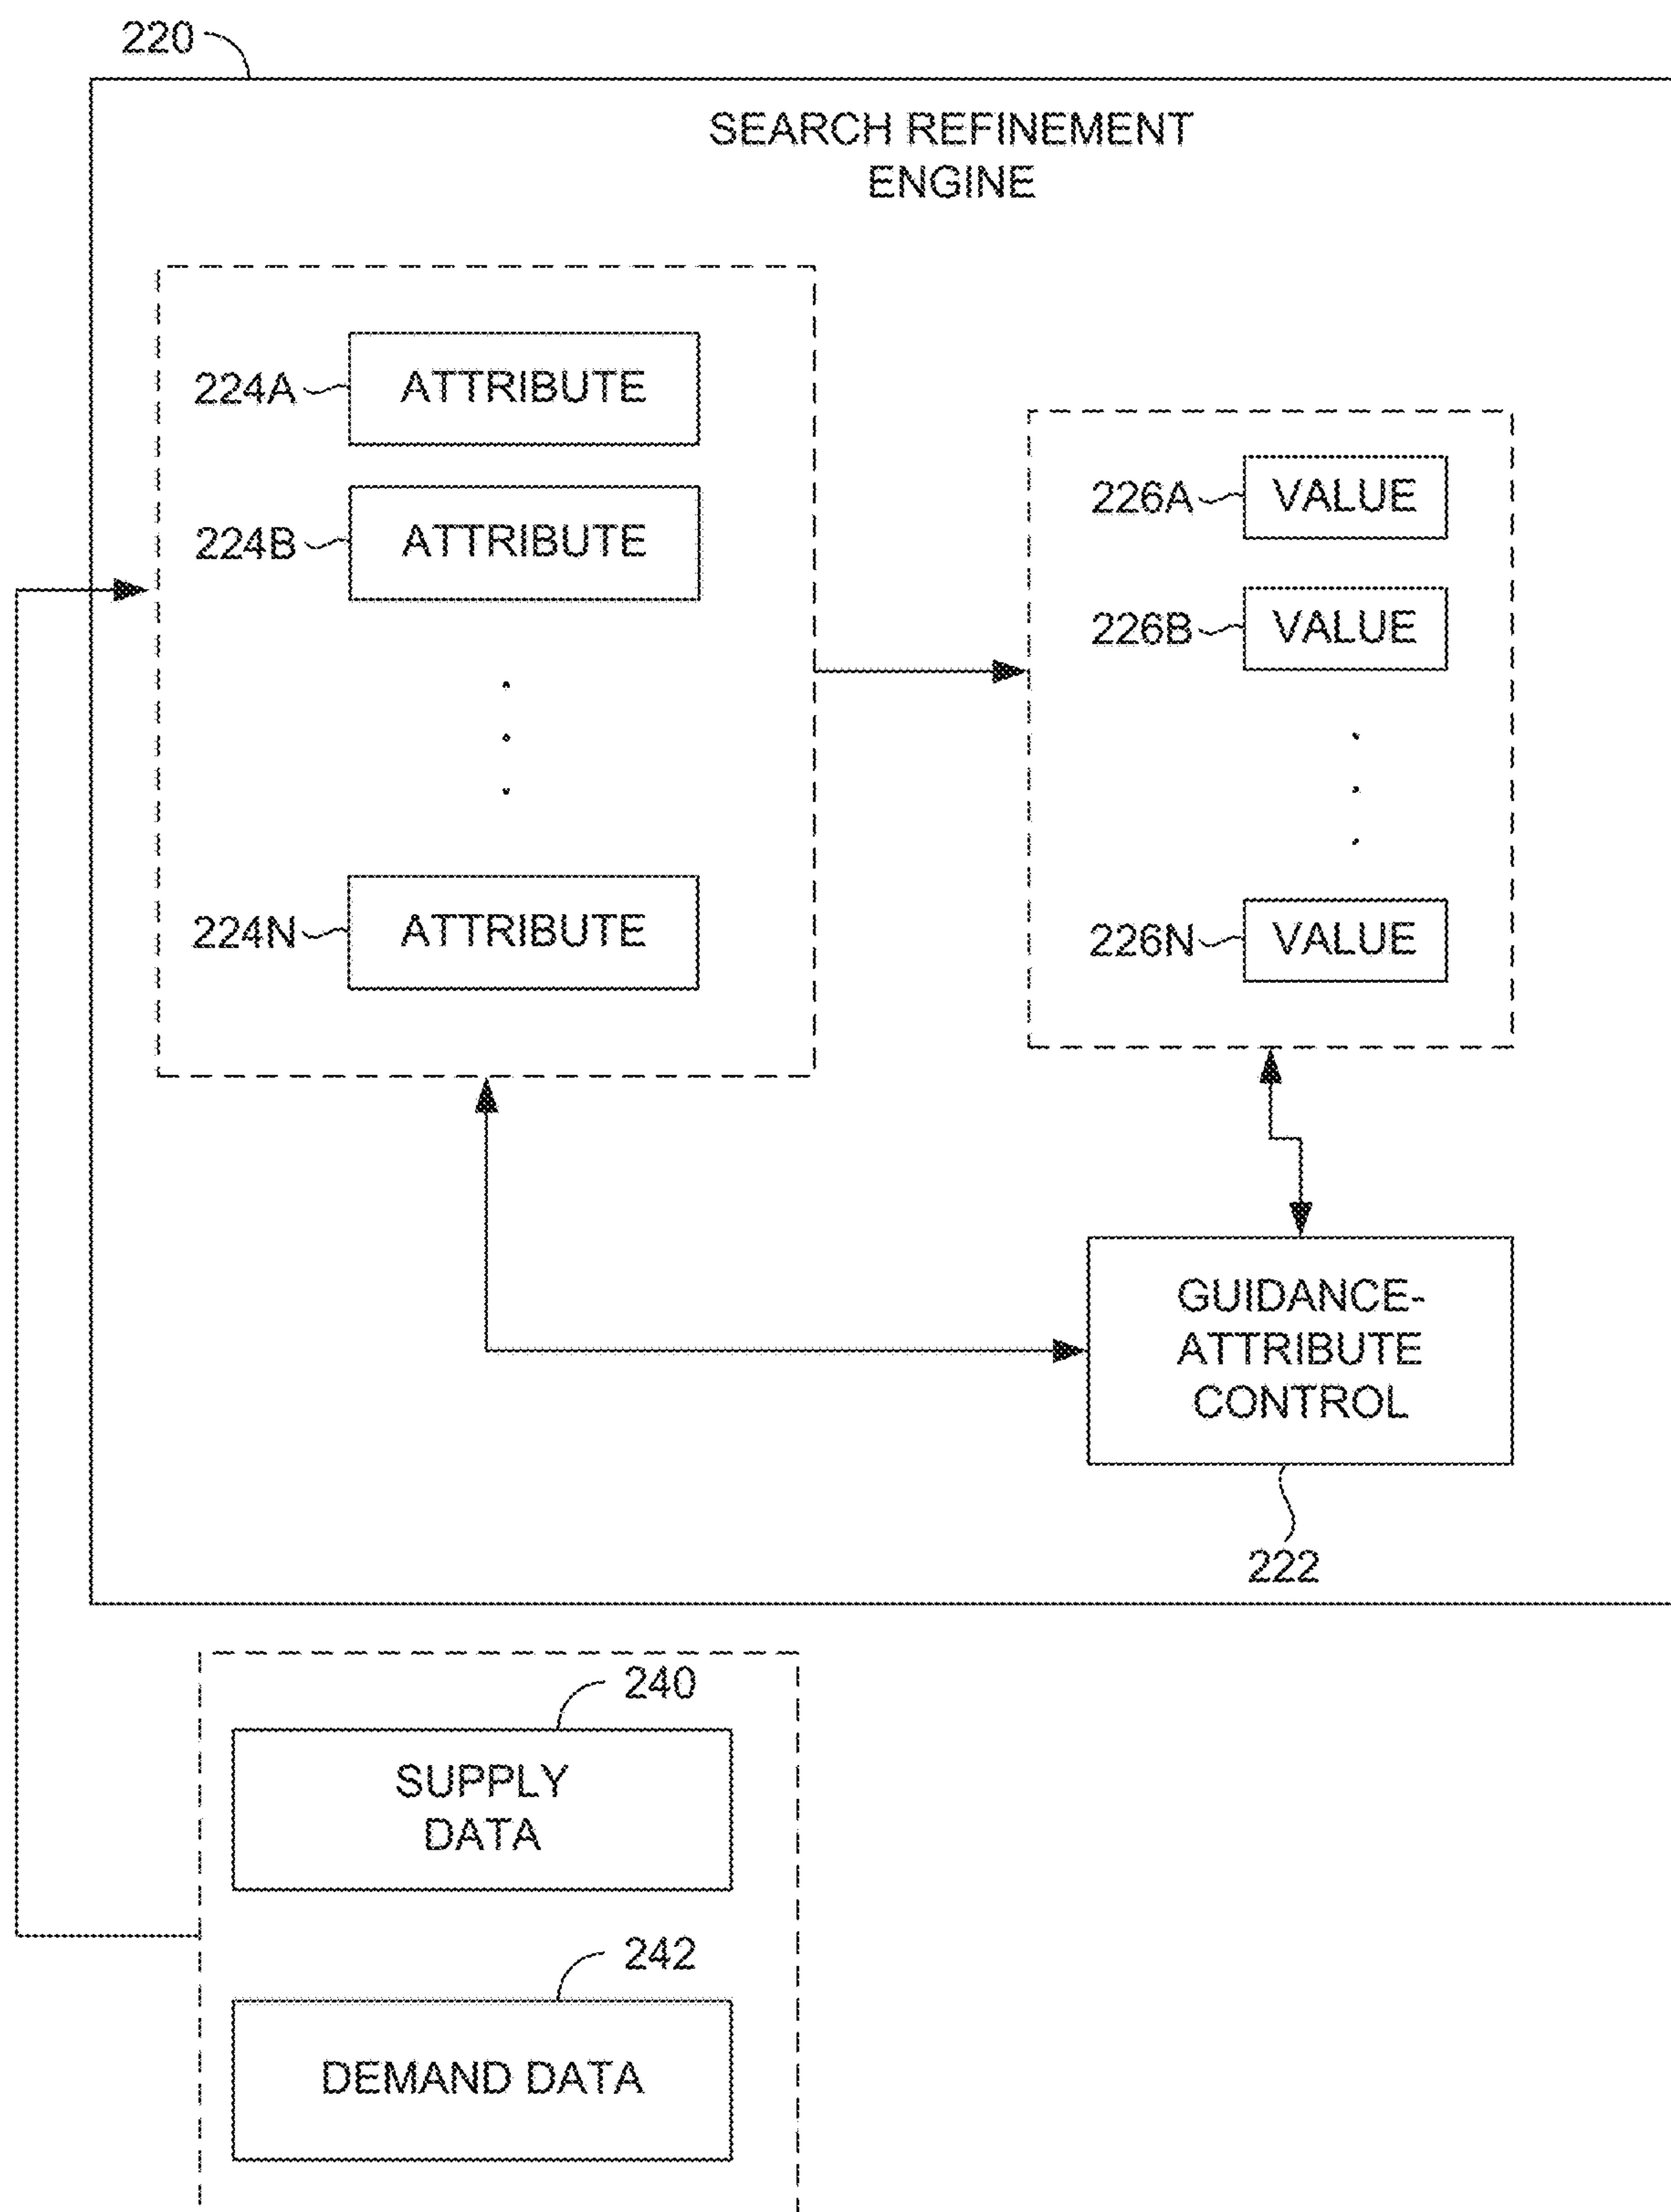 220
SEARCH REFINEMENT
ENGINE
224A
ATTRIBUTE
224B
ATTRIBUTE
224N
ATTRIBUTE
226A
VALUE
226B
VALUE
226N
VALUE
GUIDANCE-
ATTRIBUTE
CONTROL
222
240
SUPPLY
DATA
242
DEMAND DATA